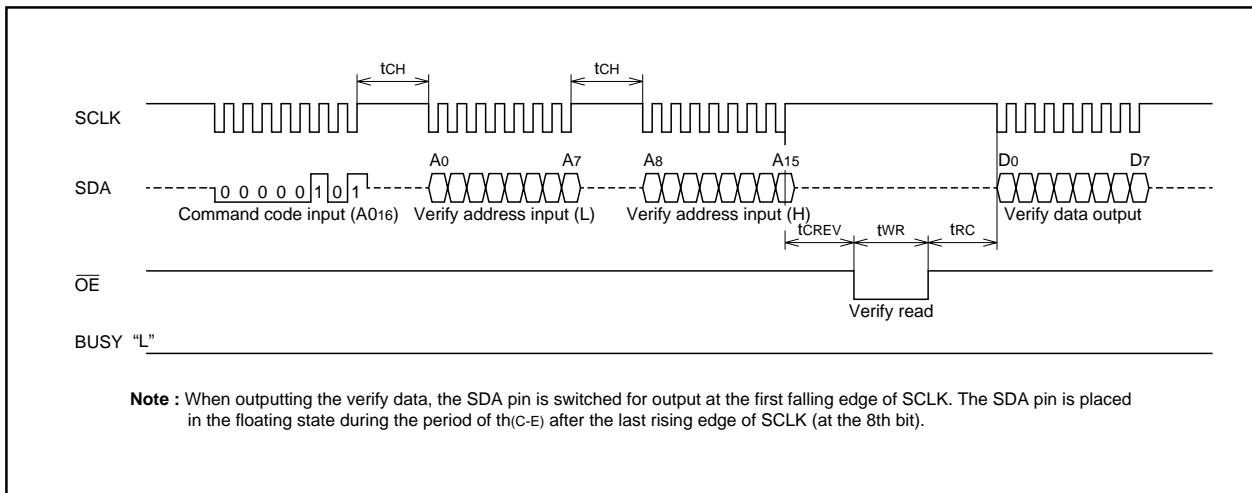 tCH tCH
SCLK
A0 A7 A8 A15 D0 D7
SDA 0 0 0 0 0 1 0 1
Command code input (A016) Verify address input (L) Verify address input (H) Verify data output
tCREV tWR tRC
OE
Verify read
BUSY “L”
Note : When outputting the verify data, the SDA pin is switched for output at the first falling edge of SCLK. The SDA pin is placed
in the floating state during the period of th(C-E) after the last rising edge of SCLK (at the 8th bit).